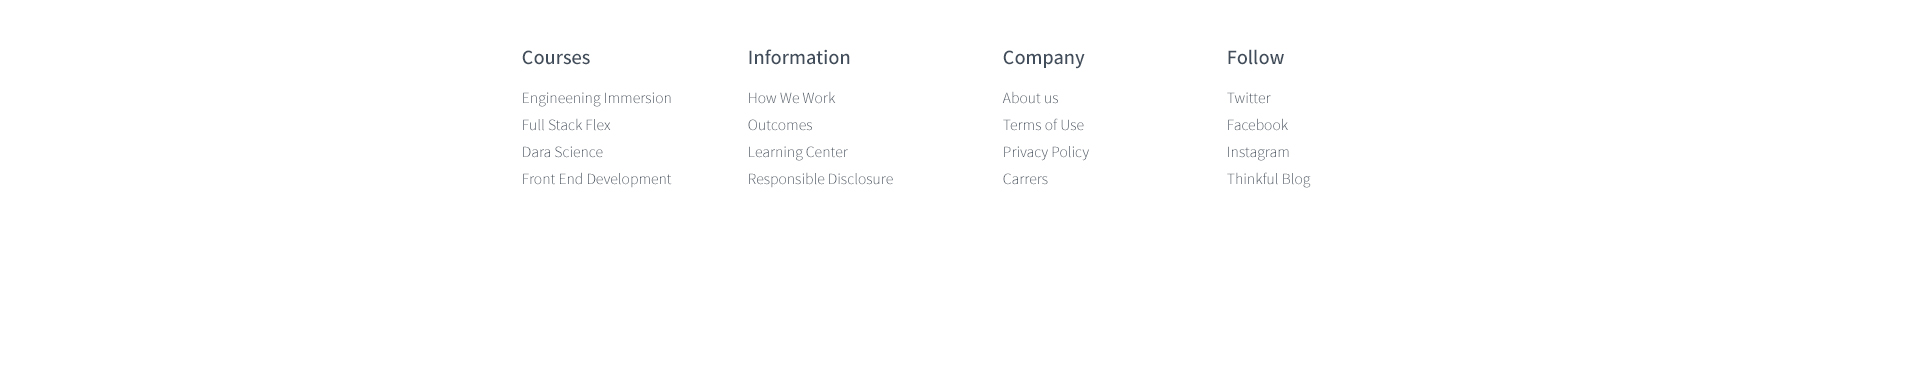 Courses
Engineening Immersion
Full Stack Flex
Dara Science
Front End Development
Information
How We Work
Outcomes
Learning Center
Responsible Disclosure
Company
About us
Terms of Use
Privacy Policy
Carrers
Follow
Twitter
Facebook
Instagram
Thinkful Blog